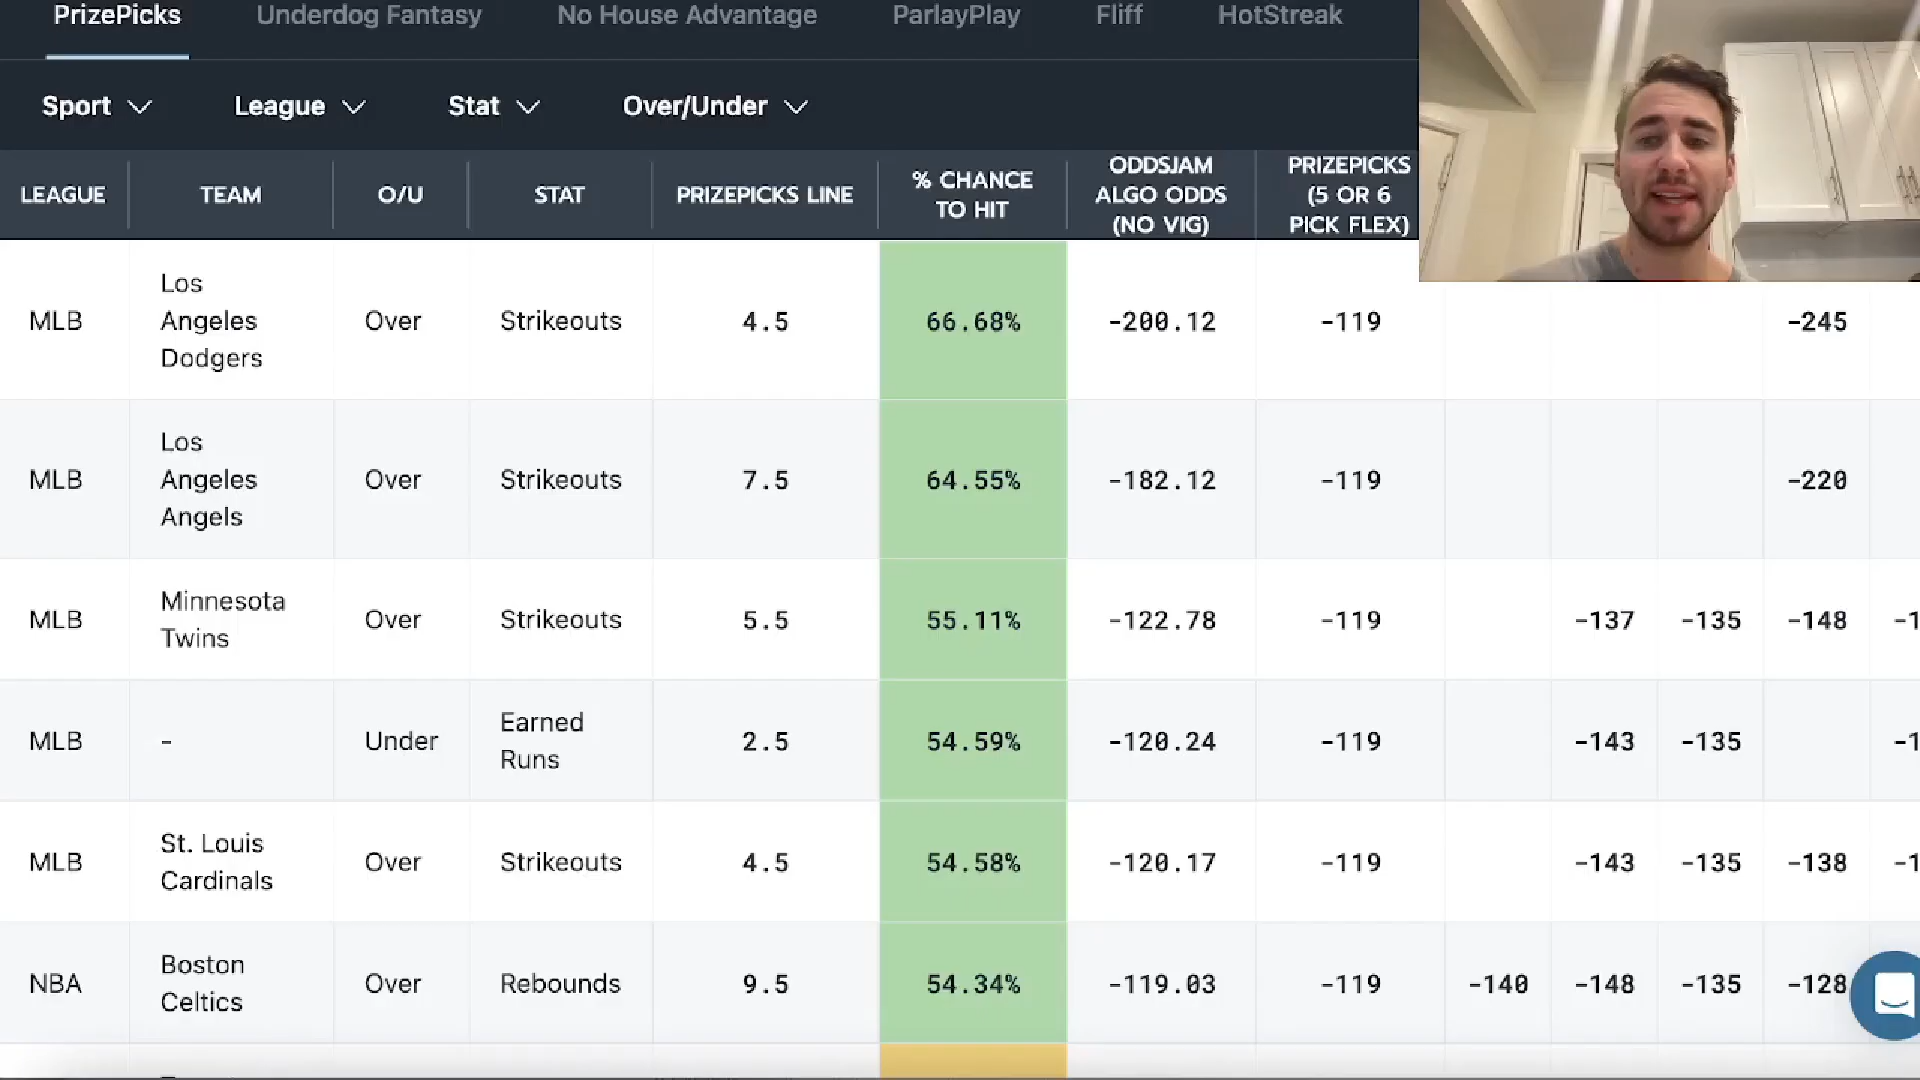 PrizePicks Underdog Fantasy No House Advantage ParlayPlay Fliff HotStreak
Sport League Stat Over/Under
LEAGUE TEAM O/U STAT PRIZEPICKS LINE % CHANCE TO HIT ODDSJAM ALGO ODDS (NO VIG) PRIZEPICKS (5 OR 6 PICK FLEX)
MLB Los Angeles Dodgers Over Strikeouts 4.5 66.68% -200.12 -119 -245
MLB Los Angeles Angels Over Strikeouts 7.5 64.55% -182.12 -119 -220
MLB Minnesota Twins Over Strikeouts 5.5 55.11% -122.78 -119 -137 -135 -148
MLB - Under Earned Runs 2.5 54.59% -120.24 -119 -143 -135
MLB St. Louis Cardinals Over Strikeouts 4.5 54.58% -120.17 -119 -143 -135 -138
NBA Boston Celtics Over Rebounds 9.5 54.34% -119.03 -119 -140 -148 -135 -128